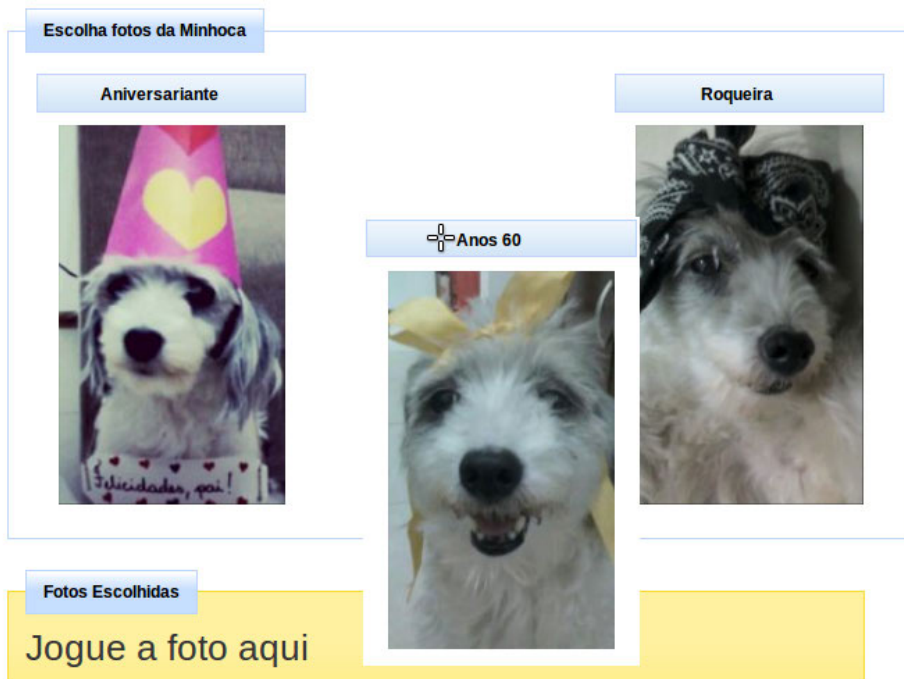 Escolha fotos da Minhoca
Aniversariante
Roqueira
Anos 60
Felicidades, pai!
Fotos Escolhidas
Jogue a foto aqui